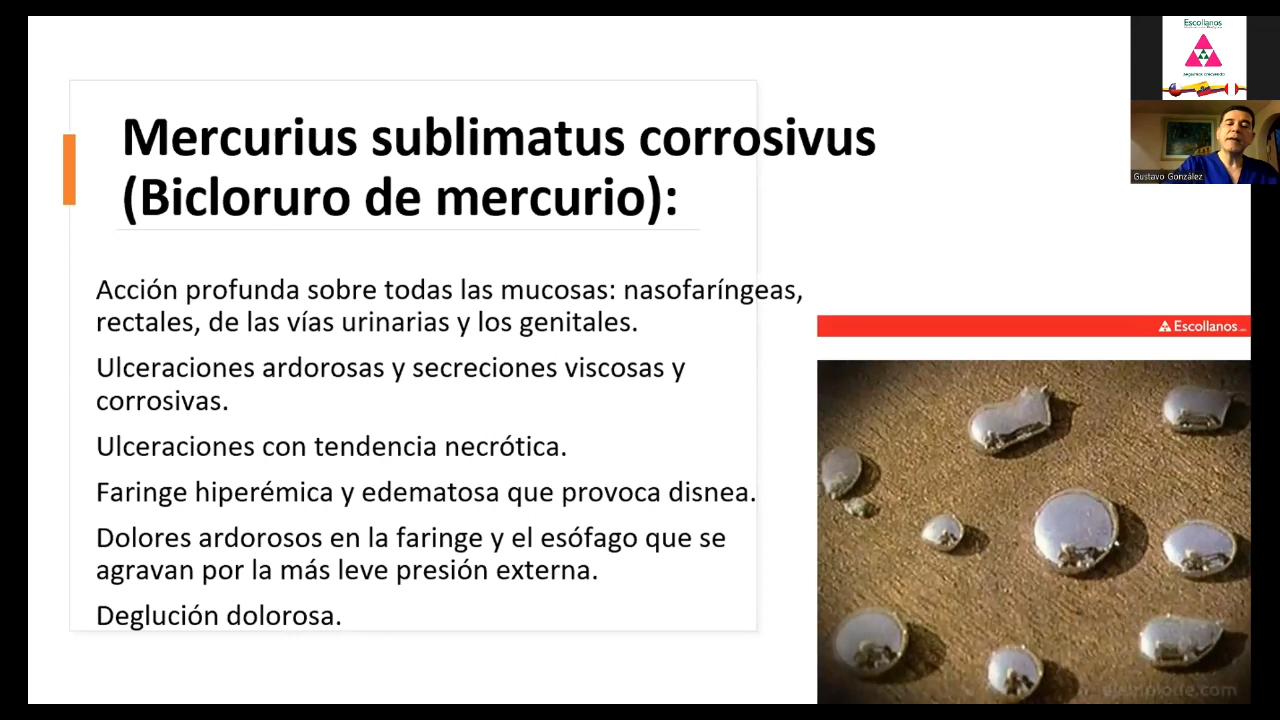 Mercurius sublimatus corrosivus
(Bicloruro de mercurio):
Acción profunda sobre todas las mucosas: nasofaríngeas,
rectales, de las vías urinarias y los genitales.
Ulceraciones ardorosas y secreciones viscosas y
corrosivas.
Ulceraciones con tendencia necrótica.
Faringe hiperémica y edematosa que provoca disnea.
Dolores ardorosos en la faringe y el esófago que se
agravan por la más leve presión externa.
Deglución dolorosa.
Escollanos
Gustavo González
Escollanos